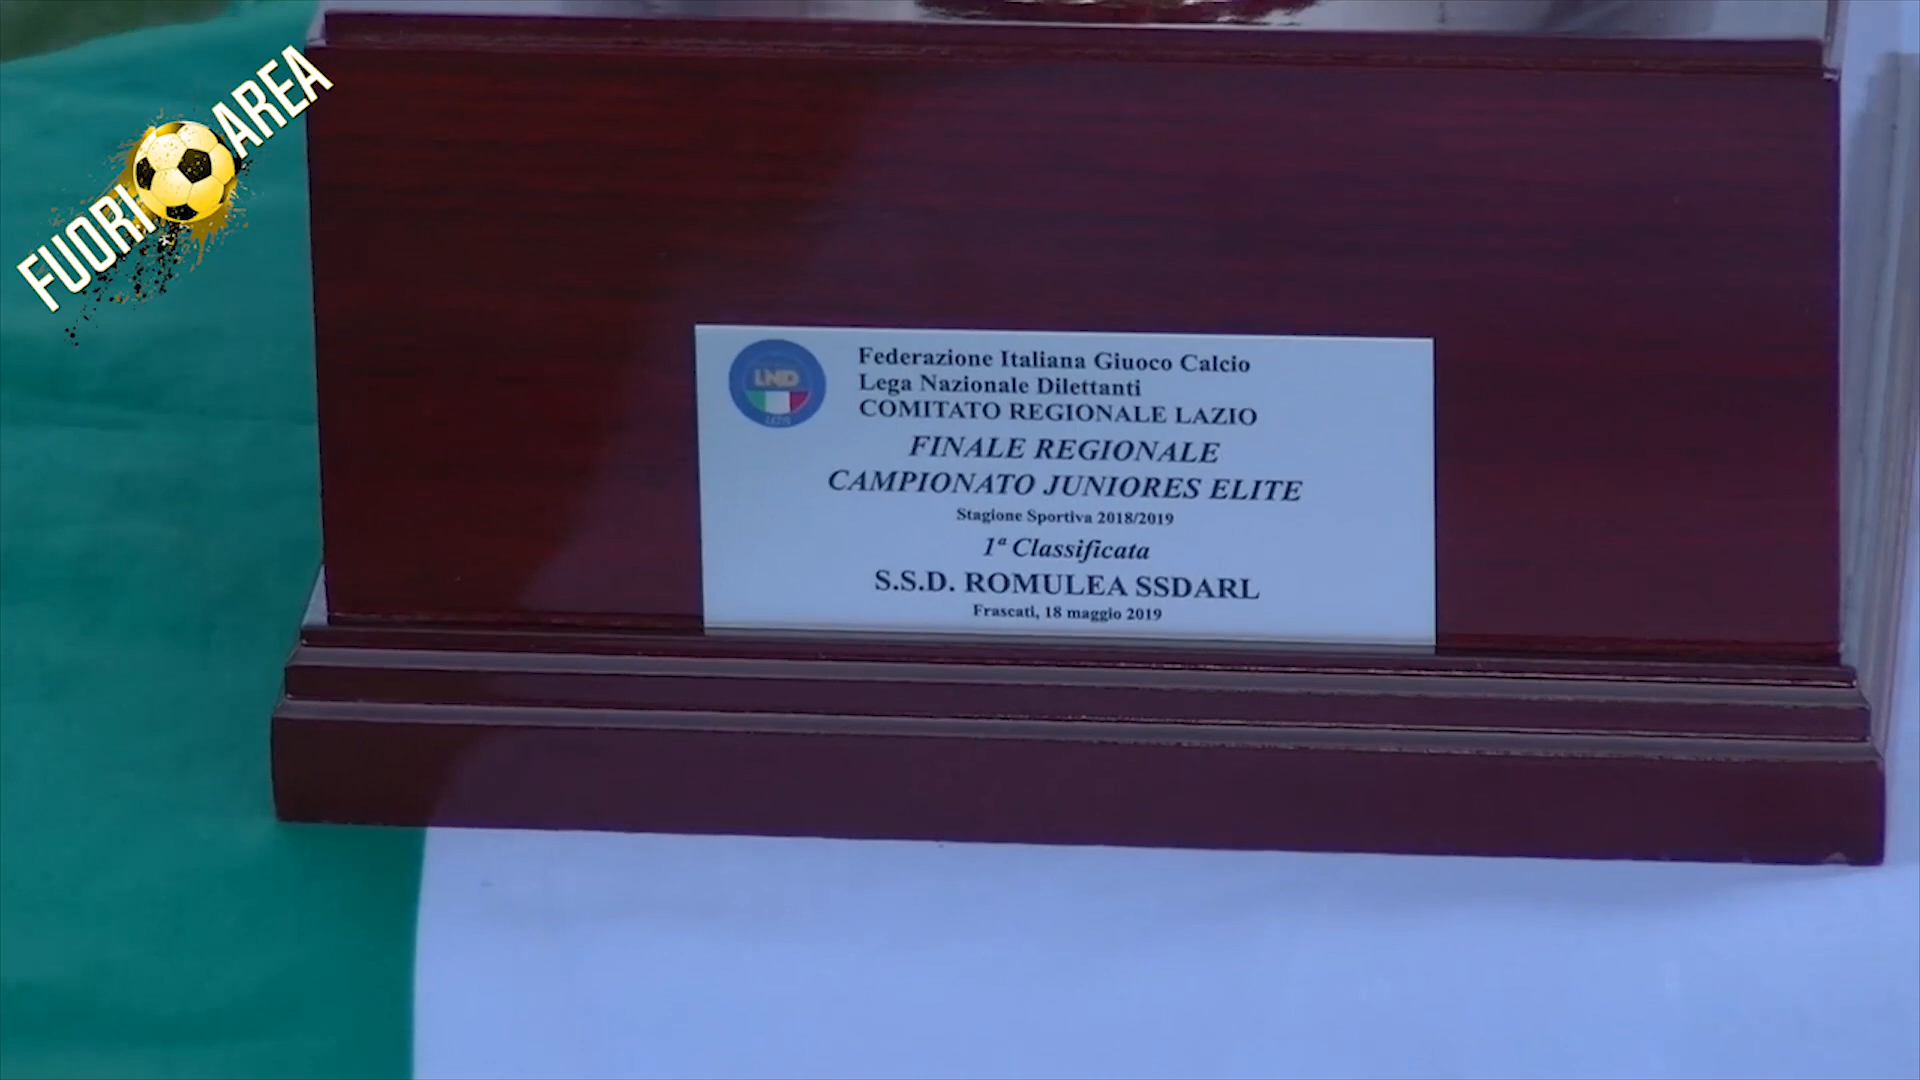 FUORI AREA
LND
Federazione Italiana Giuoco Calcio
Lega Nazionale Dilettanti
COMITATO REGIONALE LAZIO
FINALE REGIONALE
CAMPIONATO JUNIORES ELITE
Stagione Sportiva 2018/2019
1ª Classificata
S.S.D. ROMULEA SSDARL
Frascati, 18 maggio 2019